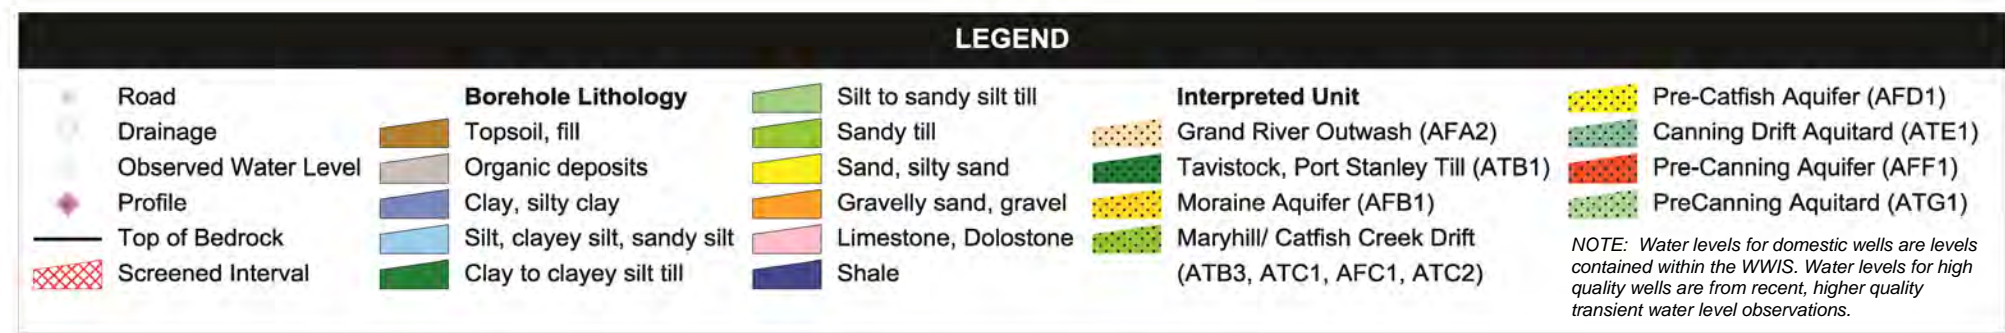 LEGEND
Road
Drainage
Observed Water Level
Profile
Top of Bedrock
Screened Interval
Borehole Lithology
Topsoil, fill
Organic deposits
Clay, silty clay
Silt, clayey silt, sandy silt
Clay to clayey silt till
Silt to sandy silt till
Sandy till
Sand, silty sand
Gravelly sand, gravel
Limestone, Dolostone
Shale
Interpreted Unit
Grand River Outwash (AFA2)
Tavistock, Port Stanley Till (ATB1)
Moraine Aquifer (AFB1)
Maryhill/ Catfish Creek Drift
(ATB3, ATC1, AFC1, ATC2)
Pre-Catfish Aquifer (AFD1)
Canning Drift Aquitard (ATE1)
Pre-Canning Aquifer (AFF1)
PreCanning Aquitard (ATG1)
NOTE: Water levels for domestic wells are levels
contained within the WWIS. Water levels for high
quality wells are from recent, higher quality
transient water level observations.